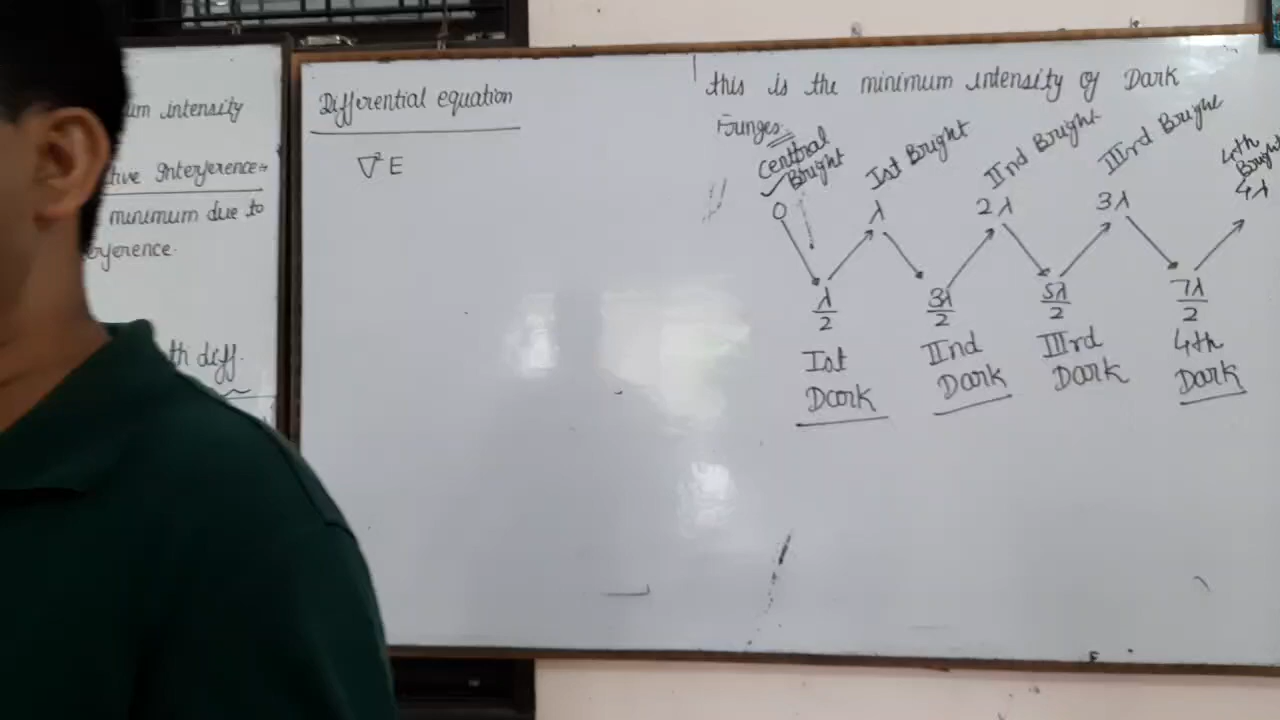 um intensity
tive Interference:-
minimum due to
erference.
th diff.
Differential equation
∇²E
this is the minimum intensity of Dark
Fringes:
Central Bright
Ist Bright
IInd Bright
IIIrd Bright
4th Bright
0
λ
2λ
3λ
4λ
λ/2
3λ/2
5λ/2
7λ/2
Ist
IInd
IIIrd
4th
Dark
Dark
Dark
Dark